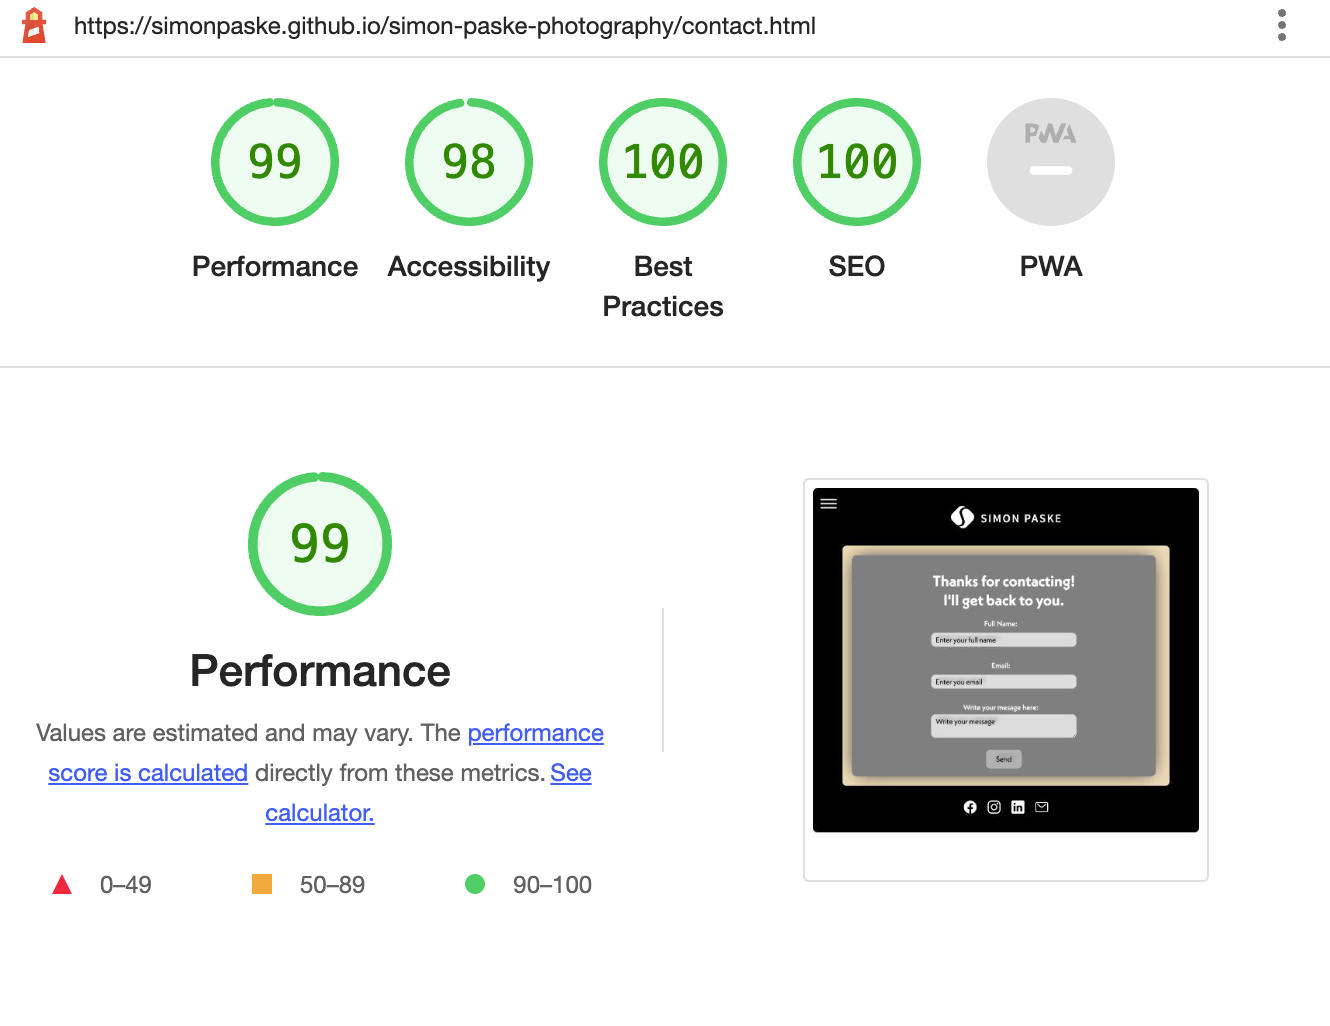 https://simonpaske.github.io/simon-paske-photography/contact.html
99
98
100
100
PWA
Performance
Accessibility
Best
Practices
SEO
PWA
99
Performance
Values are estimated and may vary. The performance
score is calculated directly from these metrics. See
calculator.
0–49
50–89
90–100
SIMON PASKE
Thanks for contacting!
I'll get back to you.
Full Name:
Enter your full name
Email:
Enter you email
Write your mesage here:
Write your message
Send